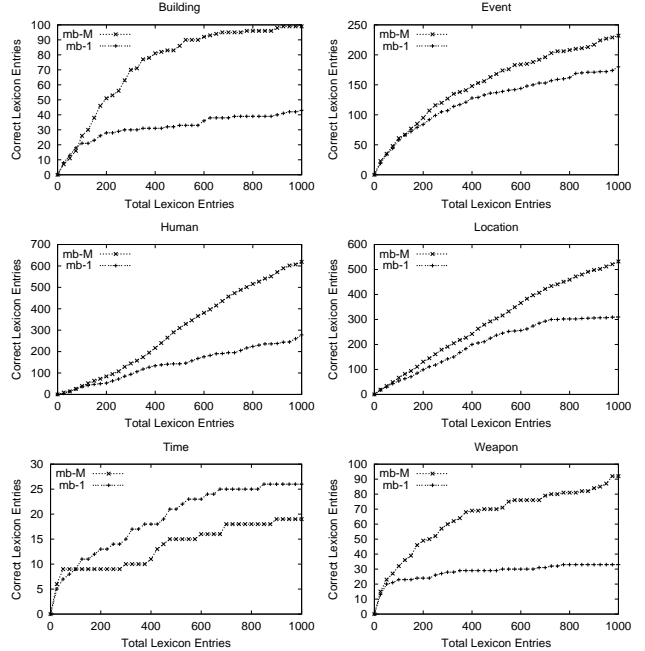 Building
Correct Lexicon Entries
100
90
80
70
60
50
40
30
20
10
0
mb-M
mb-1
0 200 400 600 800 1000
Total Lexicon Entries
Event
Correct Lexicon Entries
250
200
150
100
50
0
mb-M
mb-1
0 200 400 600 800 1000
Total Lexicon Entries
Human
Correct Lexicon Entries
700
600
500
400
300
200
100
0
mb-M
mb-1
0 200 400 600 800 1000
Total Lexicon Entries
Location
Correct Lexicon Entries
600
500
400
300
200
100
0
mb-M
mb-1
0 200 400 600 800 1000
Total Lexicon Entries
Time
Correct Lexicon Entries
30
25
20
15
10
5
0
mb-M
mb-1
0 200 400 600 800 1000
Total Lexicon Entries
Weapon
Correct Lexicon Entries
100
90
80
70
60
50
40
30
20
10
0
mb-M
mb-1
0 200 400 600 800 1000
Total Lexicon Entries